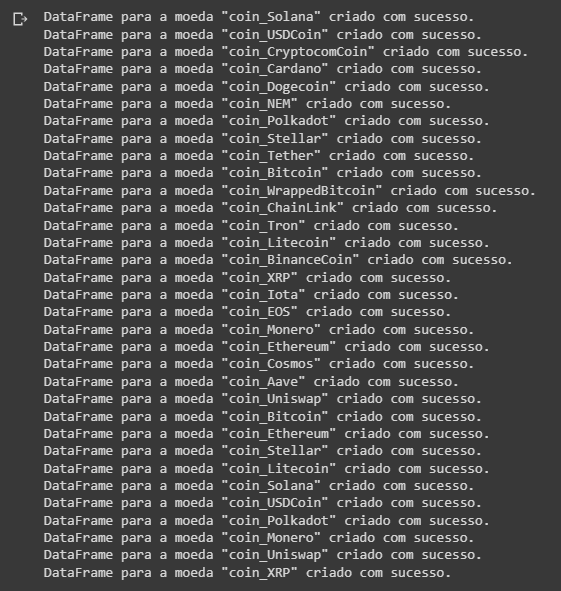 DataFrame para a moeda "coin_Solana" criado com sucesso.
DataFrame para a moeda "coin_USDCoin" criado com sucesso.
DataFrame para a moeda "coin_CryptocomCoin" criado com sucesso.
DataFrame para a moeda "coin_Cardano" criado com sucesso.
DataFrame para a moeda "coin_Dogecoin" criado com sucesso.
DataFrame para a moeda "coin_NEM" criado com sucesso.
DataFrame para a moeda "coin_Polkadot" criado com sucesso.
DataFrame para a moeda "coin_Stellar" criado com sucesso.
DataFrame para a moeda "coin_Tether" criado com sucesso.
DataFrame para a moeda "coin_Bitcoin" criado com sucesso.
DataFrame para a moeda "coin_WrappedBitcoin" criado com sucesso.
DataFrame para a moeda "coin_ChainLink" criado com sucesso.
DataFrame para a moeda "coin_Tron" criado com sucesso.
DataFrame para a moeda "coin_Litecoin" criado com sucesso.
DataFrame para a moeda "coin_BinanceCoin" criado com sucesso.
DataFrame para a moeda "coin_XRP" criado com sucesso.
DataFrame para a moeda "coin_Iota" criado com sucesso.
DataFrame para a moeda "coin_EOS" criado com sucesso.
DataFrame para a moeda "coin_Monero" criado com sucesso.
DataFrame para a moeda "coin_Ethereum" criado com sucesso.
DataFrame para a moeda "coin_Cosmos" criado com sucesso.
DataFrame para a moeda "coin_Aave" criado com sucesso.
DataFrame para a moeda "coin_Uniswap" criado com sucesso.
DataFrame para a moeda "coin_Bitcoin" criado com sucesso.
DataFrame para a moeda "coin_Ethereum" criado com sucesso.
DataFrame para a moeda "coin_Stellar" criado com sucesso.
DataFrame para a moeda "coin_Litecoin" criado com sucesso.
DataFrame para a moeda "coin_Solana" criado com sucesso.
DataFrame para a moeda "coin_USDCoin" criado com sucesso.
DataFrame para a moeda "coin_Polkadot" criado com sucesso.
DataFrame para a moeda "coin_Monero" criado com sucesso.
DataFrame para a moeda "coin_Uniswap" criado com sucesso.
DataFrame para a moeda "coin_XRP" criado com sucesso.